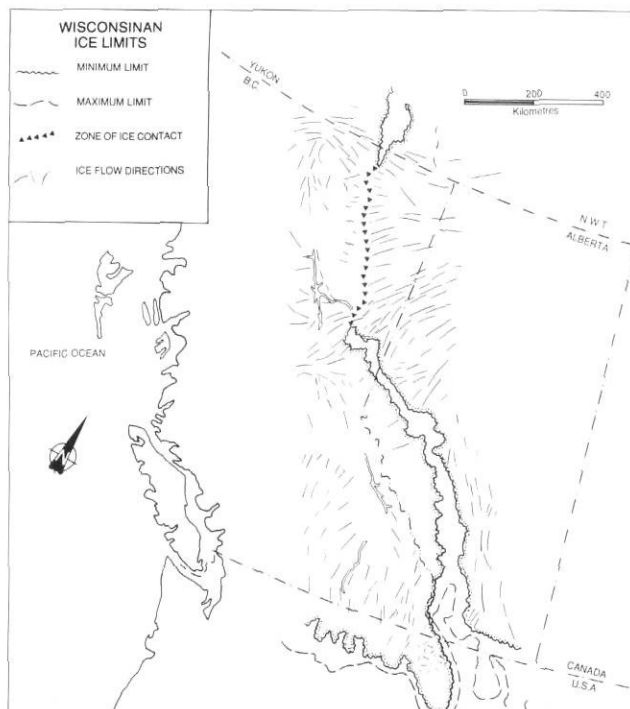 WISCONSINAN
ICE LIMITS
MINIMUM LIMIT
MAXIMUM LIMIT
ZONE OF ICE CONTACT
ICE FLOW DIRECTIONS
YUKON
B.C.
0 200 400
Kilometres
N.W.T.
ALBERTA
PACIFIC OCEAN
N
CANADA
U.S.A.